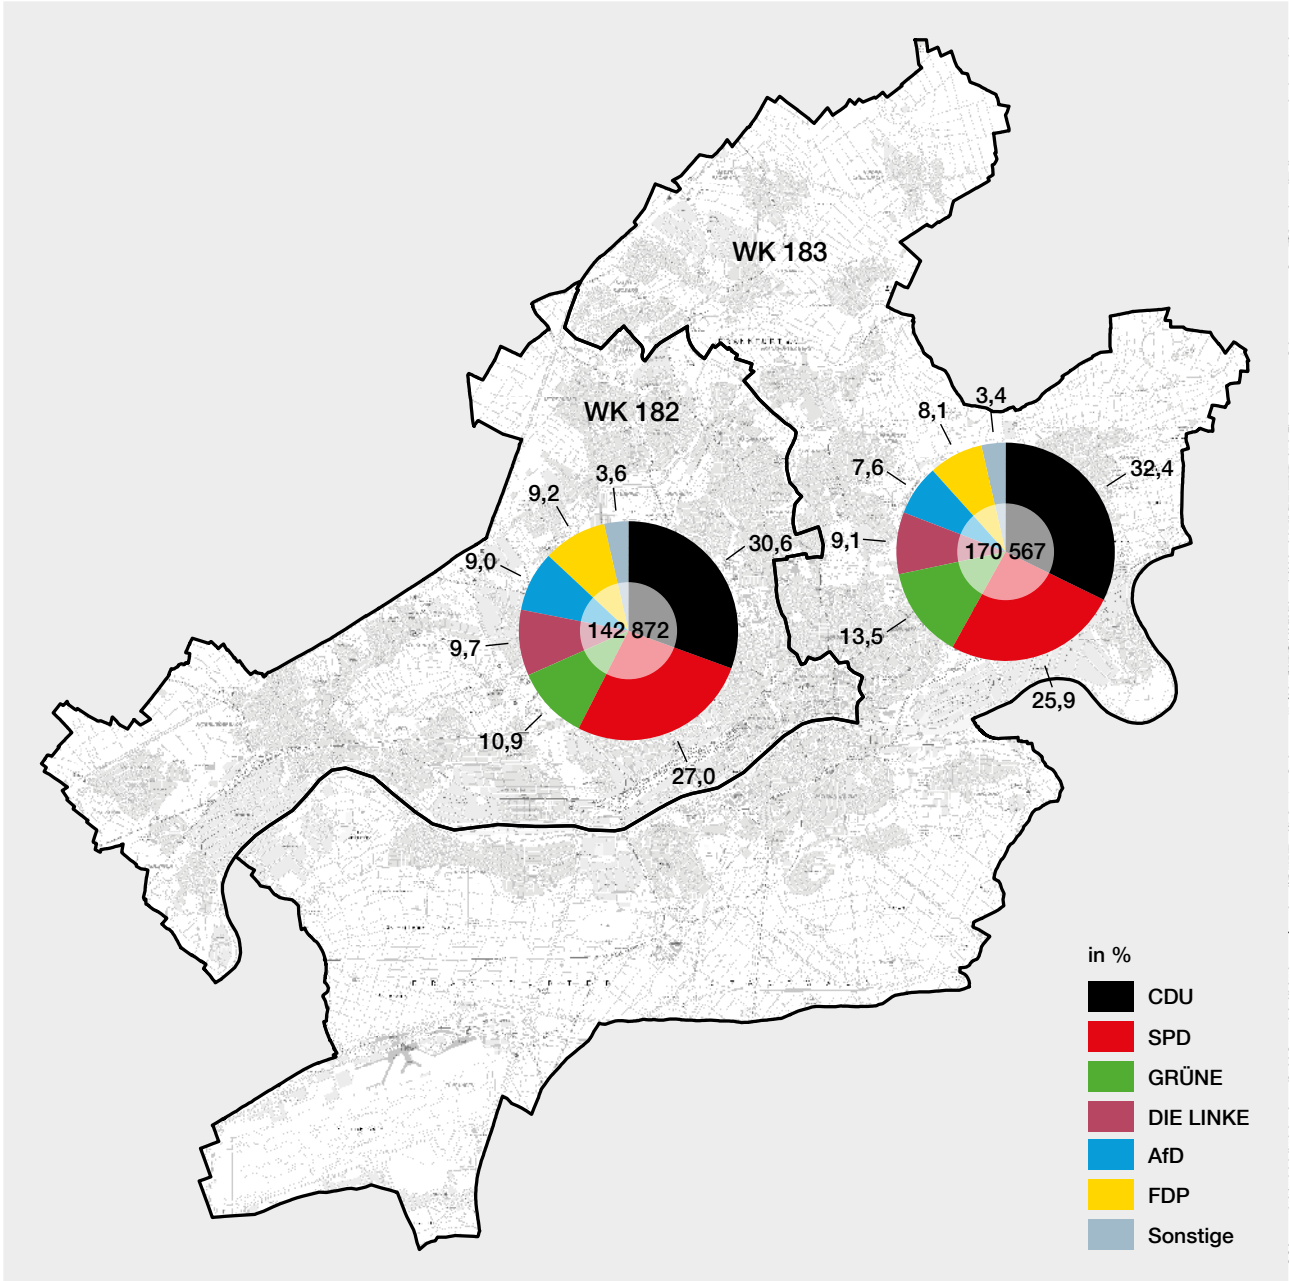 WK 183
WK 182
3,4
8,1
7,6
32,4
9,1
170 567
13,5
25,9
3,6
9,2
9,0
30,6
142 872
9,7
10,9
27,0
in %
CDU
SPD
GRÜNE
DIE LINKE
AfD
FDP
Sonstige